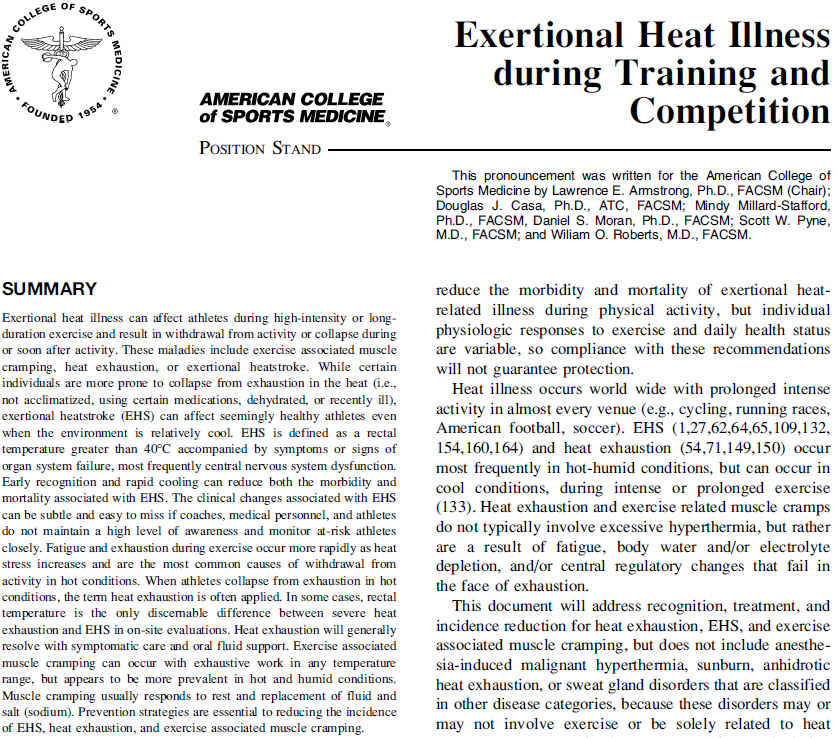 AMERICAN COLLEGE OF SPORTS MEDICINE
• FOUNDED 1954 •
®
AMERICAN COLLEGE
of SPORTS MEDICINE®
POSITION STAND
Exertional Heat Illness
during Training and
Competition
This pronouncement was written for the American College of
Sports Medicine by Lawrence E. Armstrong, Ph.D., FACSM (Chair);
Douglas J. Casa, Ph.D., ATC, FACSM; Mindy Millard-Stafford,
Ph.D., FACSM, Daniel S. Moran, Ph.D., FACSM; Scott W. Pyne,
M.D., FACSM; and Wiliam O. Roberts, M.D., FACSM.
SUMMARY
Exertional heat illness can affect athletes during high-intensity or long-
duration exercise and result in withdrawal from activity or collapse during
or soon after activity. These maladies include exercise associated muscle
cramping, heat exhaustion, or exertional heatstroke. While certain
individuals are more prone to collapse from exhaustion in the heat (i.e.,
not acclimatized, using certain medications, dehydrated, or recently ill),
exertional heatstroke (EHS) can affect seemingly healthy athletes even
when the environment is relatively cool. EHS is defined as a rectal
temperature greater than 40°C accompanied by symptoms or signs of
organ system failure, most frequently central nervous system dysfunction.
Early recognition and rapid cooling can reduce both the morbidity and
mortality associated with EHS. The clinical changes associated with EHS
can be subtle and easy to miss if coaches, medical personnel, and athletes
do not maintain a high level of awareness and monitor at-risk athletes
closely. Fatigue and exhaustion during exercise occur more rapidly as heat
stress increases and are the most common causes of withdrawal from
activity in hot conditions. When athletes collapse from exhaustion in hot
conditions, the term heat exhaustion is often applied. In some cases, rectal
temperature is the only discernable difference between severe heat
exhaustion and EHS in on-site evaluations. Heat exhaustion will generally
resolve with symptomatic care and oral fluid support. Exercise associated
muscle cramping can occur with exhaustive work in any temperature
range, but appears to be more prevalent in hot and humid conditions.
Muscle cramping usually responds to rest and replacement of fluid and
salt (sodium). Prevention strategies are essential to reducing the incidence
of EHS, heat exhaustion, and exercise associated muscle cramping.
reduce the morbidity and mortality of exertional heat-
related illness during physical activity, but individual
physiologic responses to exercise and daily health status
are variable, so compliance with these recommendations
will not guarantee protection.
Heat illness occurs world wide with prolonged intense
activity in almost every venue (e.g., cycling, running races,
American football, soccer). EHS (1,27,62,64,65,109,132,
154,160,164) and heat exhaustion (54,71,149,150) occur
most frequently in hot-humid conditions, but can occur in
cool conditions, during intense or prolonged exercise
(133). Heat exhaustion and exercise related muscle cramps
do not typically involve excessive hyperthermia, but rather
are a result of fatigue, body water and/or electrolyte
depletion, and/or central regulatory changes that fail in
the face of exhaustion.
This document will address recognition, treatment, and
incidence reduction for heat exhaustion, EHS, and exercise
associated muscle cramping, but does not include anesthe-
sia-induced malignant hyperthermia, sunburn, anhidrotic
heat exhaustion, or sweat gland disorders that are classified
in other disease categories, because these disorders may or
may not involve exercise or be solely related to heat